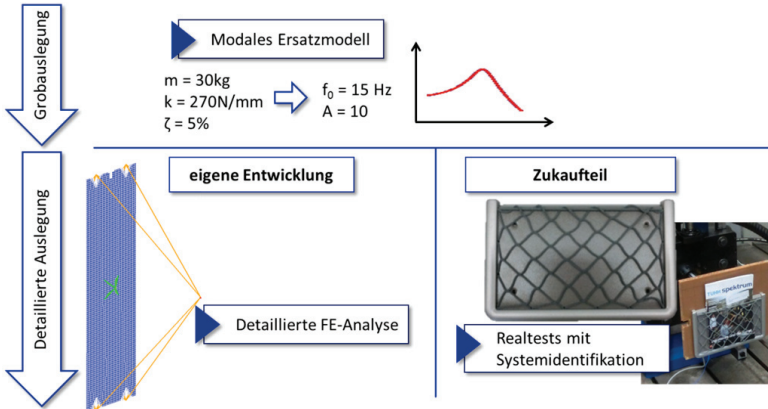 Grobauslegung
Modales Ersatzmodell
m = 30kg
k = 270N/mm
ζ = 5%
f₀ = 15 Hz
A = 10
Detaillierte Auslegung
eigene Entwicklung
Detaillierte FE-Analyse
Zukaufteil
spektrum
Realtests mit
Systemidentifikation